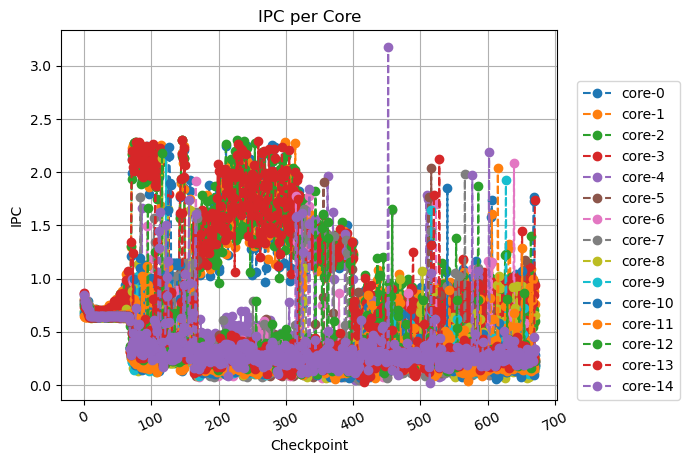 IPC per Core
IPC
3.0
2.5
2.0
1.5
1.0
0.5
0.0
0
100
200
300
400
500
600
700
Checkpoint
core-0
core-1
core-2
core-3
core-4
core-5
core-6
core-7
core-8
core-9
core-10
core-11
core-12
core-13
core-14